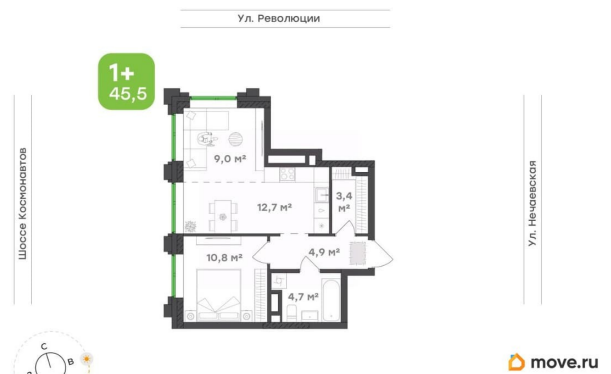 Ул. Революции
1+
45,5
Шоссе Космонавтов
9,0 м²
12,7 м²
3,4
м²
Ул. Нечаевская
10,8 м²
4,9 м²
4,7 м²
С
В
move.ru